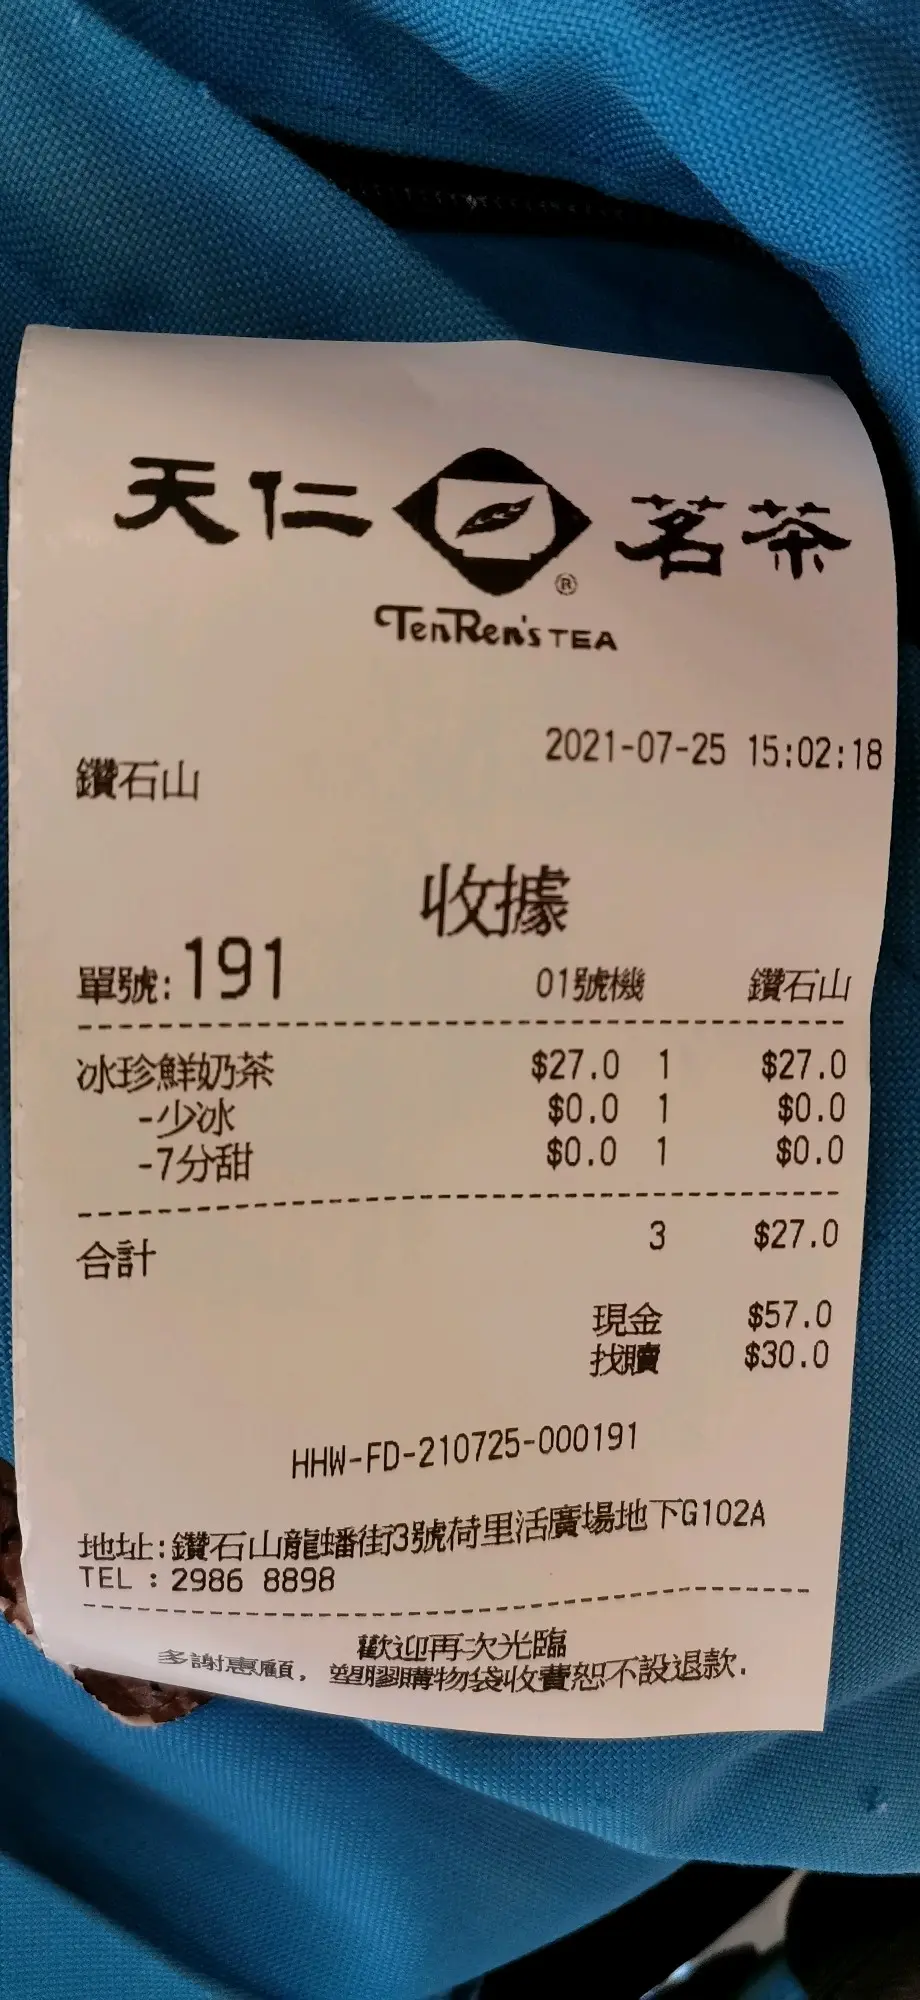 天仁茗茶
®
TenRen's TEA
2021-07-25 15:02:18
鑽石山
收據
單號:191 01號機 鑽石山
冰珍鮮奶茶 $27.0 1 $27.0
-少冰 $0.0 1 $0.0
-7分甜 $0.0 1 $0.0
合計 3 $27.0
現金 $57.0
找贖 $30.0
HHW-FD-210725-000191
地址:鑽石山龍蟠街3號荷里活廣場地下G102A
TEL : 2986 8898
歡迎再次光臨
多謝惠顧, 塑膠購物袋收費恕不設退款.